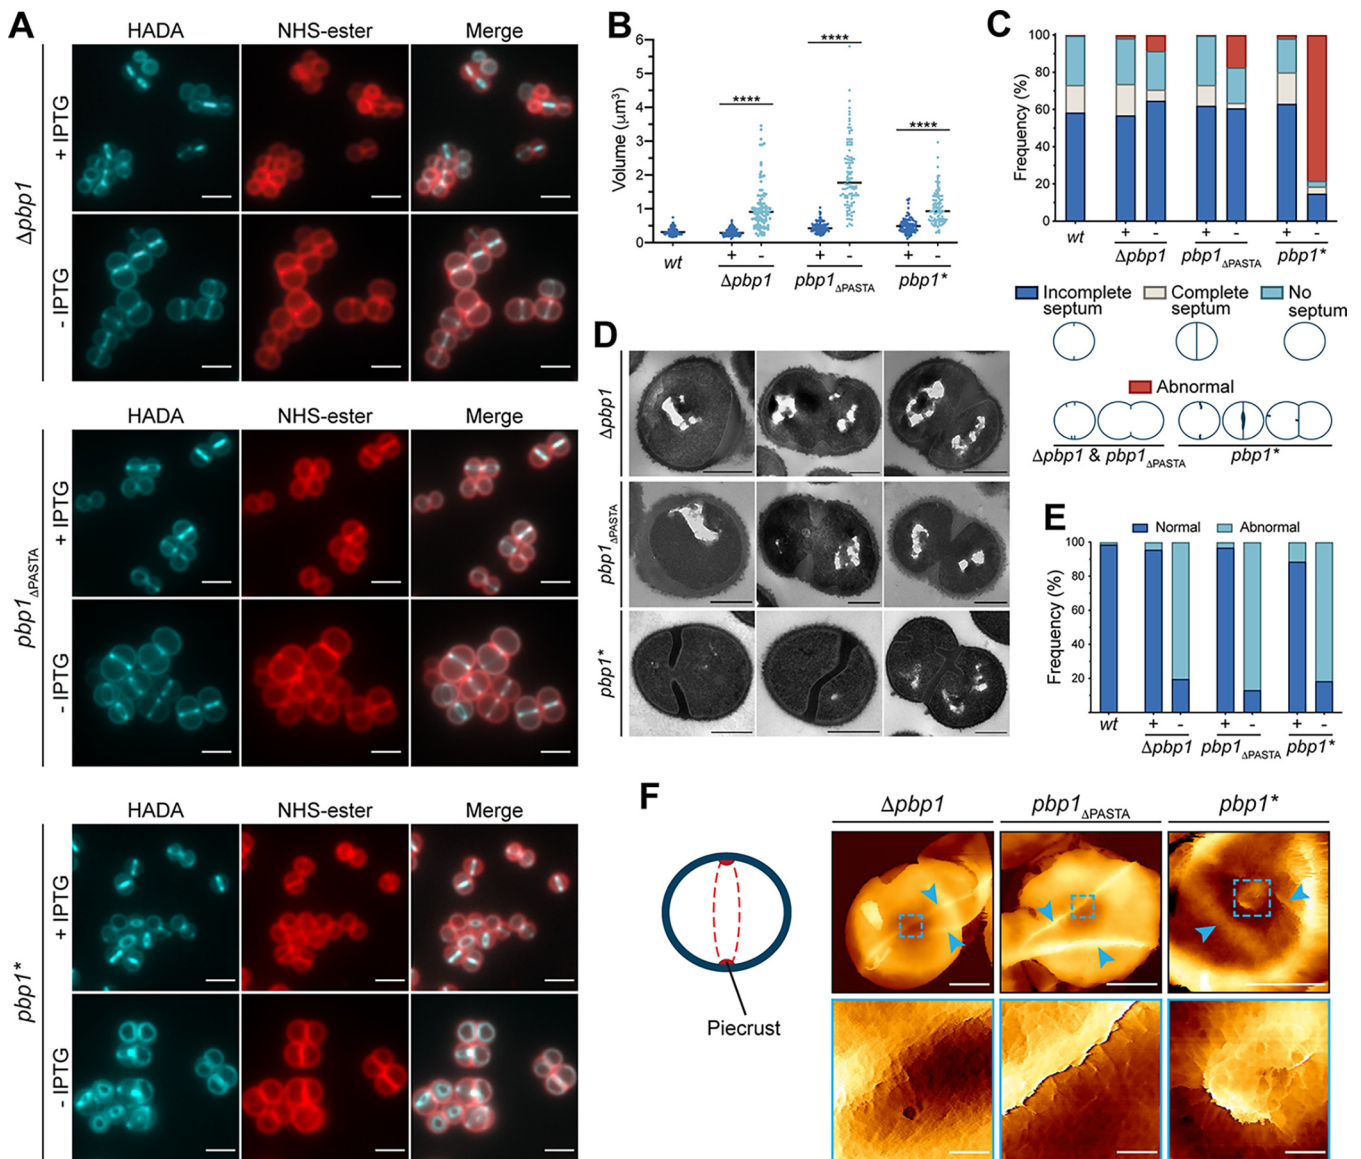 A
HADA NHS-ester Merge
Δpbp1
+ IPTG
- IPTG
HADA NHS-ester Merge
pbp1ΔPASTA
+ IPTG
- IPTG
HADA NHS-ester Merge
pbp1*
+ IPTG
- IPTG
B
Volume (μm³)
6
5
4
3
2
1
0
**** **** ****
+ - + - + -
wt Δpbp1 pbp1ΔPASTA pbp1*
C
Frequency (%)
100
80
60
40
20
0
+ - + - + -
wt Δpbp1 pbp1ΔPASTA pbp1*
Incomplete septum
Complete septum
No septum
Abnormal
Δpbp1 & pbp1ΔPASTA pbp1*
D
Δpbp1
pbp1ΔPASTA
pbp1*
E
Normal Abnormal
Frequency (%)
100
80
60
40
20
+ - + - + -
wt Δpbp1 pbp1ΔPASTA pbp1*
F
Piecrust
Δpbp1 pbp1ΔPASTA pbp1*